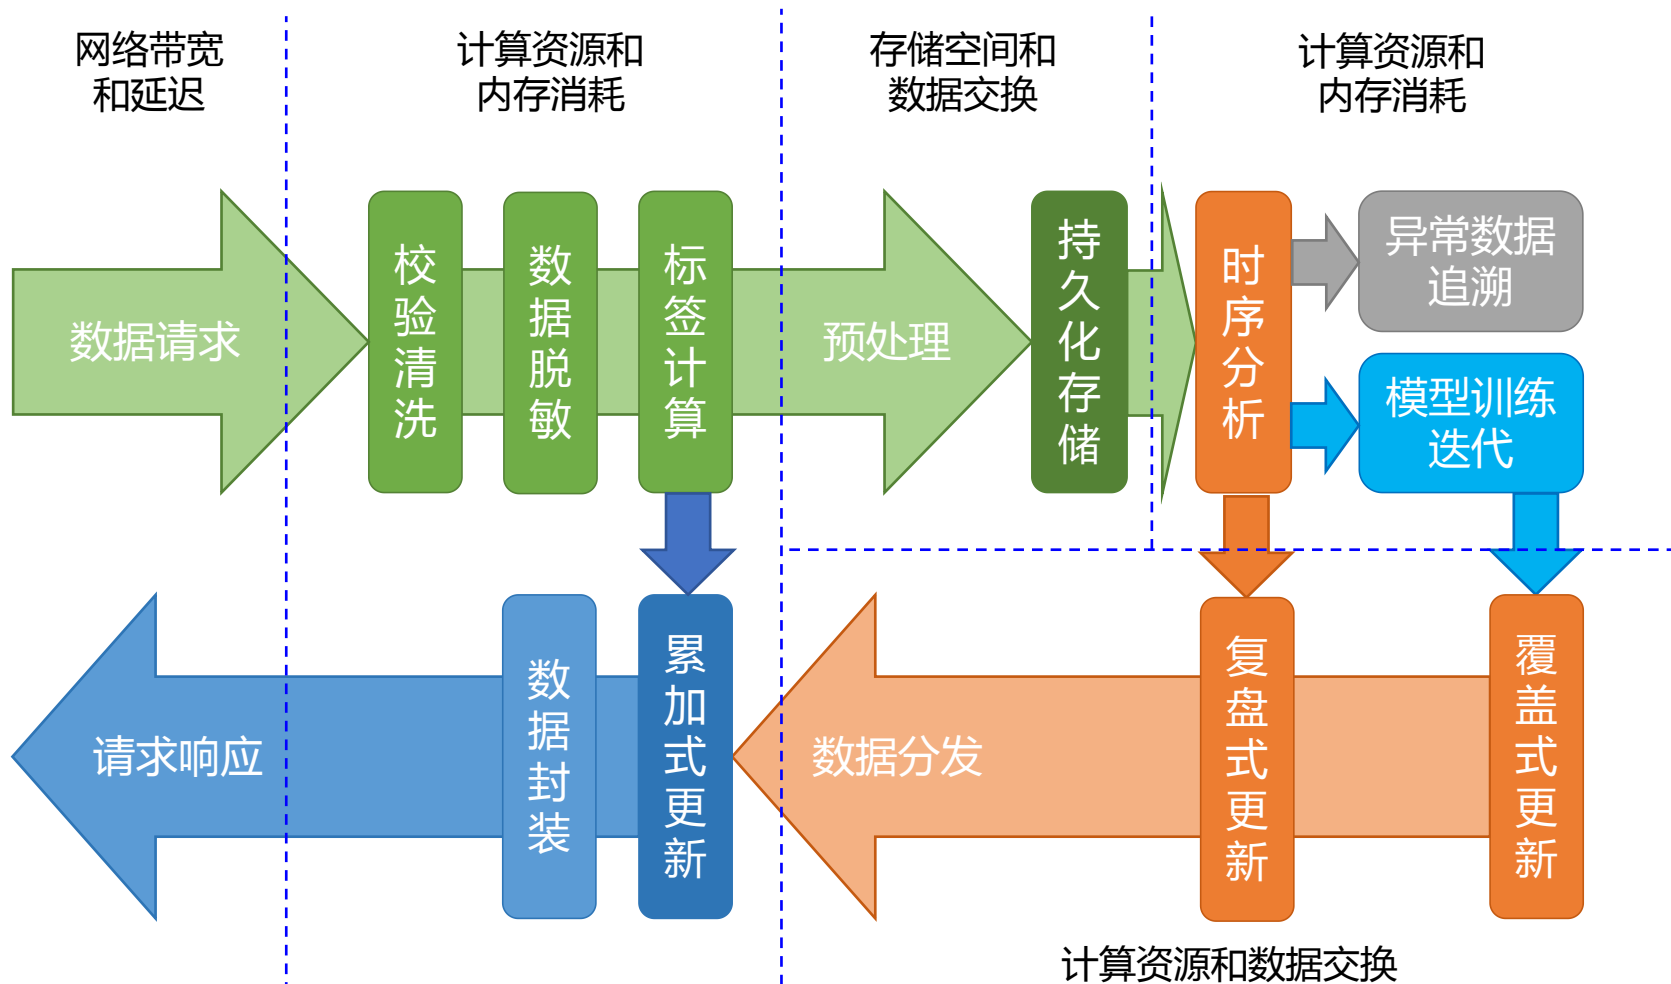 网络带宽
和延迟
计算资源和
内存消耗
存储空间和
数据交换
计算资源和
内存消耗
数据请求
校验清洗
数据脱敏
标签计算
预处理
持久化存储
时序分析
异常数据
追溯
模型训练
迭代
请求响应
数据封装
累加式更新
数据分发
复盘式更新
覆盖式更新
计算资源和数据交换